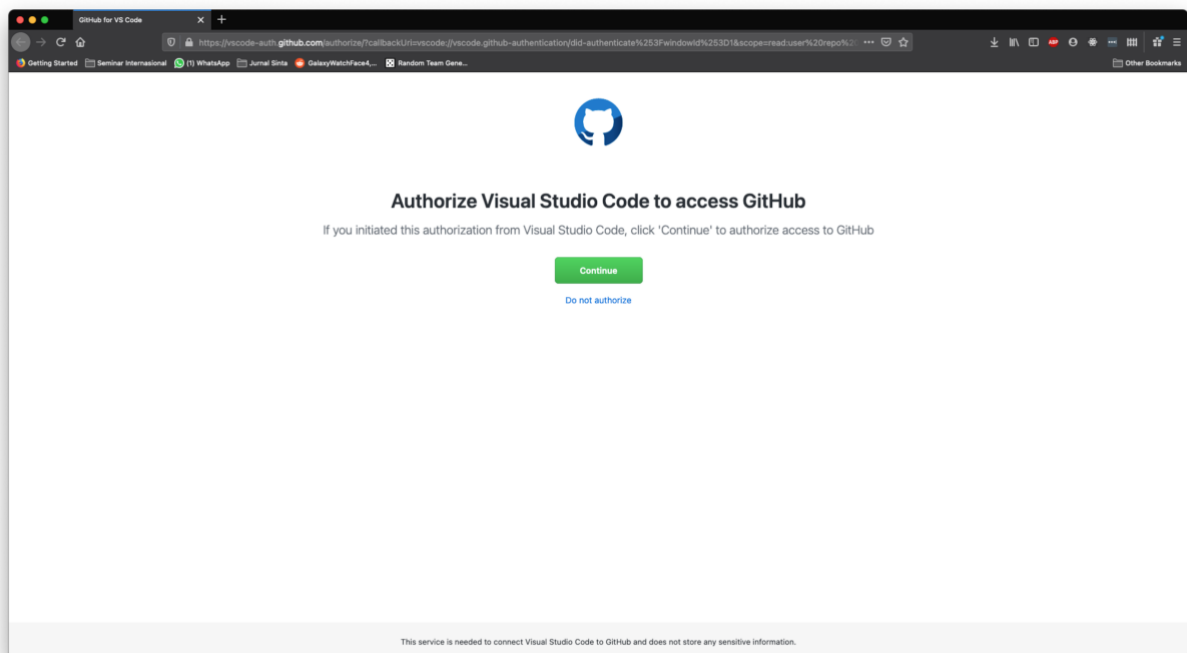 GitHub for VS Code
https://vscode-auth.github.com/authorize/?callbackUri=vscode://vscode.github-authentication/did-authenticate%253FwindowId%253D1&scope=read:user%20repo%2
Getting Started Seminar Internasional (1) WhatsApp Jurnal Sinta GalaxyWatchFace4,... Random Team Gene... Other Bookmarks
Authorize Visual Studio Code to access GitHub
If you initiated this authorization from Visual Studio Code, click 'Continue' to authorize access to GitHub
Continue
Do not authorize
This service is needed to connect Visual Studio Code to GitHub and does not store any sensitive information.